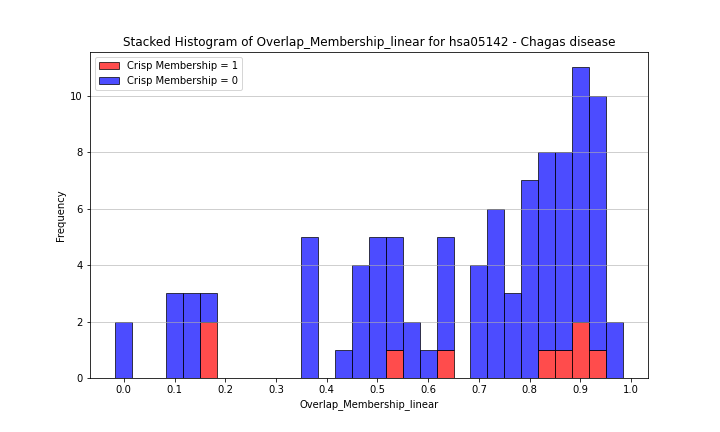 Stacked Histogram of Overlap_Membership_linear for hsa05142 - Chagas disease
Crisp Membership = 1
Crisp Membership = 0
Frequency
10
8
6
4
2
0
0.0 0.1 0.2 0.3 0.4 0.5 0.6 0.7 0.8 0.9 1.0
Overlap_Membership_linear